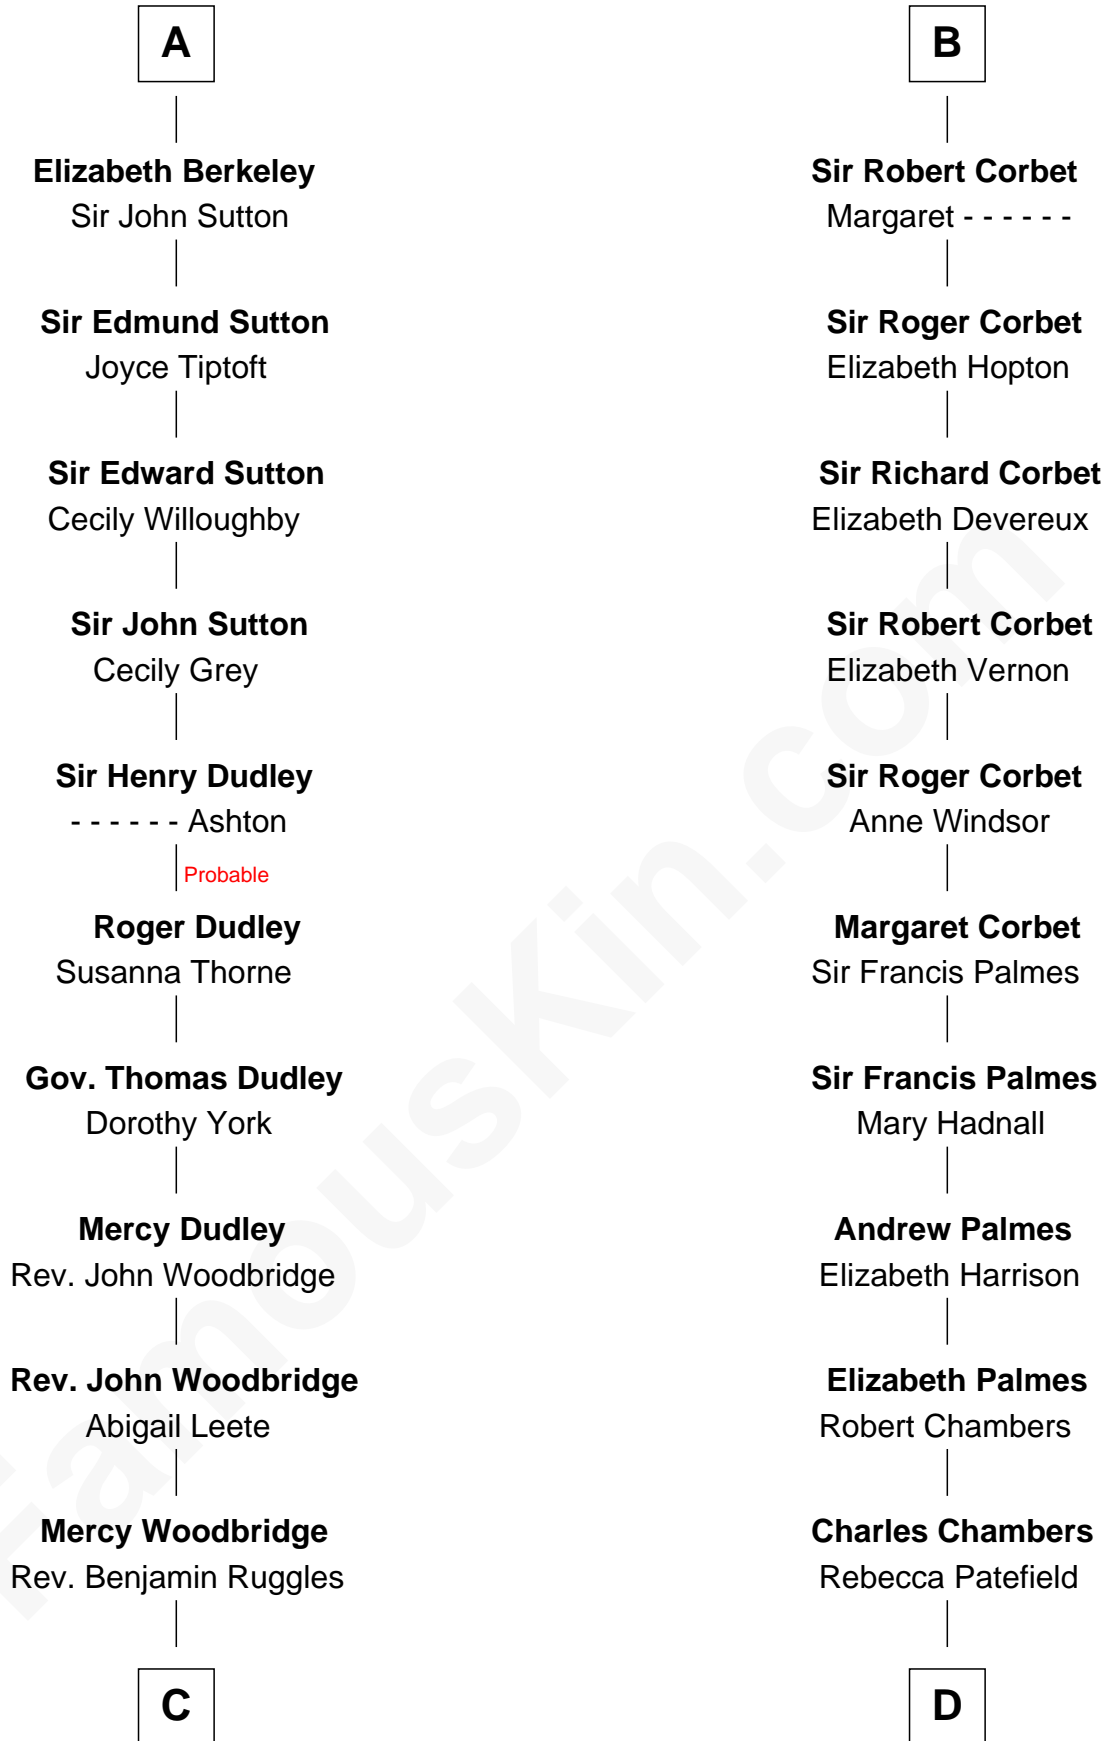 A
Elizabeth Berkeley
Sir John Sutton
Sir Edmund Sutton
Joyce Tiptoft
Sir Edward Sutton
Cecily Willoughby
Sir John Sutton
Cecily Grey
Sir Henry Dudley
- - - - - - Ashton
Probable
Roger Dudley
Susanna Thorne
Gov. Thomas Dudley
Dorothy York
Mercy Dudley
Rev. John Woodbridge
Rev. John Woodbridge
Abigail Leete
Mercy Woodbridge
Rev. Benjamin Ruggles
C
B
Sir Robert Corbet
Margaret - - - - - -
Sir Roger Corbet
Elizabeth Hopton
Sir Richard Corbet
Elizabeth Devereux
Sir Robert Corbet
Elizabeth Vernon
Sir Roger Corbet
Anne Windsor
Margaret Corbet
Sir Francis Palmes
Sir Francis Palmes
Mary Hadnall
Andrew Palmes
Elizabeth Harrison
Elizabeth Palmes
Robert Chambers
Charles Chambers
Rebecca Patefield
D
FamousKin.com